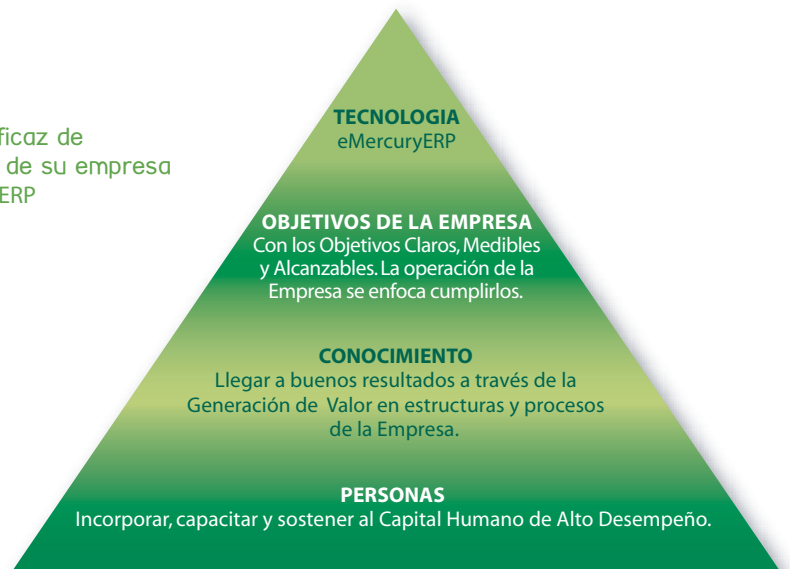 ficaz de
de su empresa
ERP
TECNOLOGIA
eMercuryERP
OBJETIVOS DE LA EMPRESA
Con los Objetivos Claros, Medibles
y Alcanzables. La operación de la
Empresa se enfoca cumplirlos.
CONOCIMIENTO
Llegar a buenos resultados a través de la
Generación de Valor en estructuras y procesos
de la Empresa.
PERSONAS
Incorporar, capacitar y sostener al Capital Humano de Alto Desempeño.